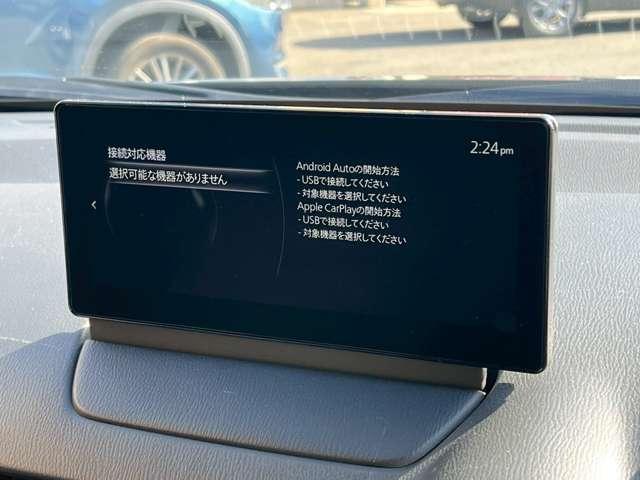 2:24pm
接続対応機器
選択可能な機器がありません
Android Autoの開始方法
- USBで接続してください
- 対象機器を選択してください
Apple CarPlayの開始方法
- USBで接続してください
- 対象機器を選択してください